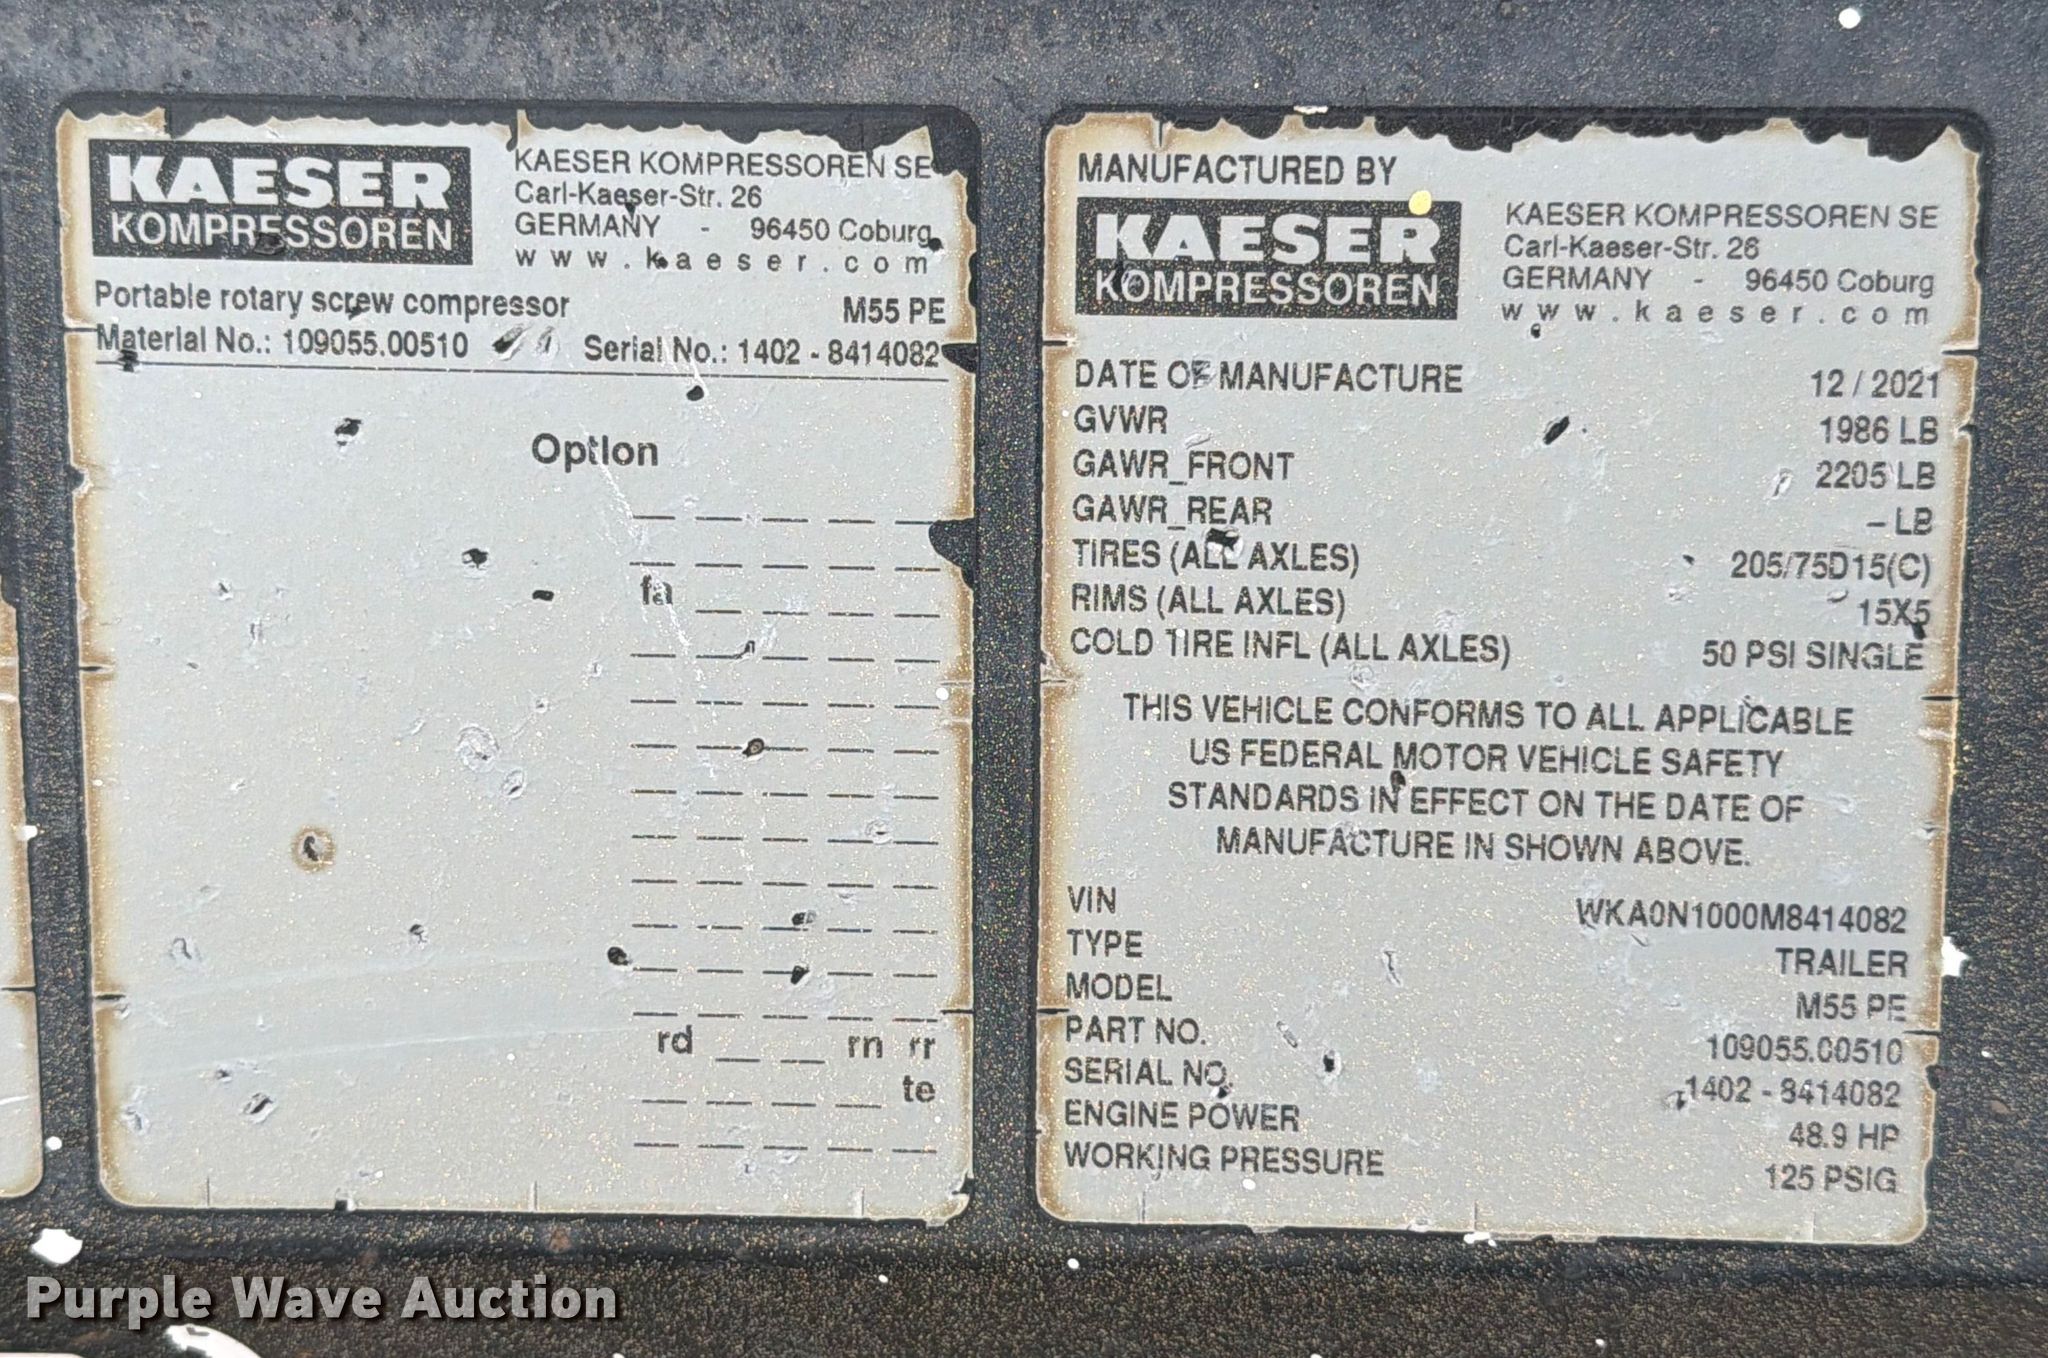 KAESER
KOMPRESSOREN
KAESER KOMPRESSOREN SE
Carl-Kaeser-Str. 26
GERMANY - 96450 Coburg
www.kaeser.com
Portable rotary screw compressor M55 PE
Material No.: 109055.00510 Serial No.: 1402 - 8414082
Option
fa
rd rn rr
te
MANUFACTURED BY
KAESER
KOMPRESSOREN
KAESER KOMPRESSOREN SE
Carl-Kaeser-Str. 26
GERMANY - 96450 Coburg
www.kaeser.com
DATE OF MANUFACTURE 12 / 2021
GVWR 1986 LB
GAWR_FRONT 2205 LB
GAWR_REAR – LB
TIRES (ALL AXLES) 205/75D15(C)
RIMS (ALL AXLES) 15X5
COLD TIRE INFL (ALL AXLES) 50 PSI SINGLE
THIS VEHICLE CONFORMS TO ALL APPLICABLE
US FEDERAL MOTOR VEHICLE SAFETY
STANDARDS IN EFFECT ON THE DATE OF
MANUFACTURE IN SHOWN ABOVE.
VIN WKA0N1000M8414082
TYPE TRAILER
MODEL M55 PE
PART NO. 109055.00510
SERIAL NO. 1402 - 8414082
ENGINE POWER 48.9 HP
WORKING PRESSURE 125 PSIG
Purple Wave Auction